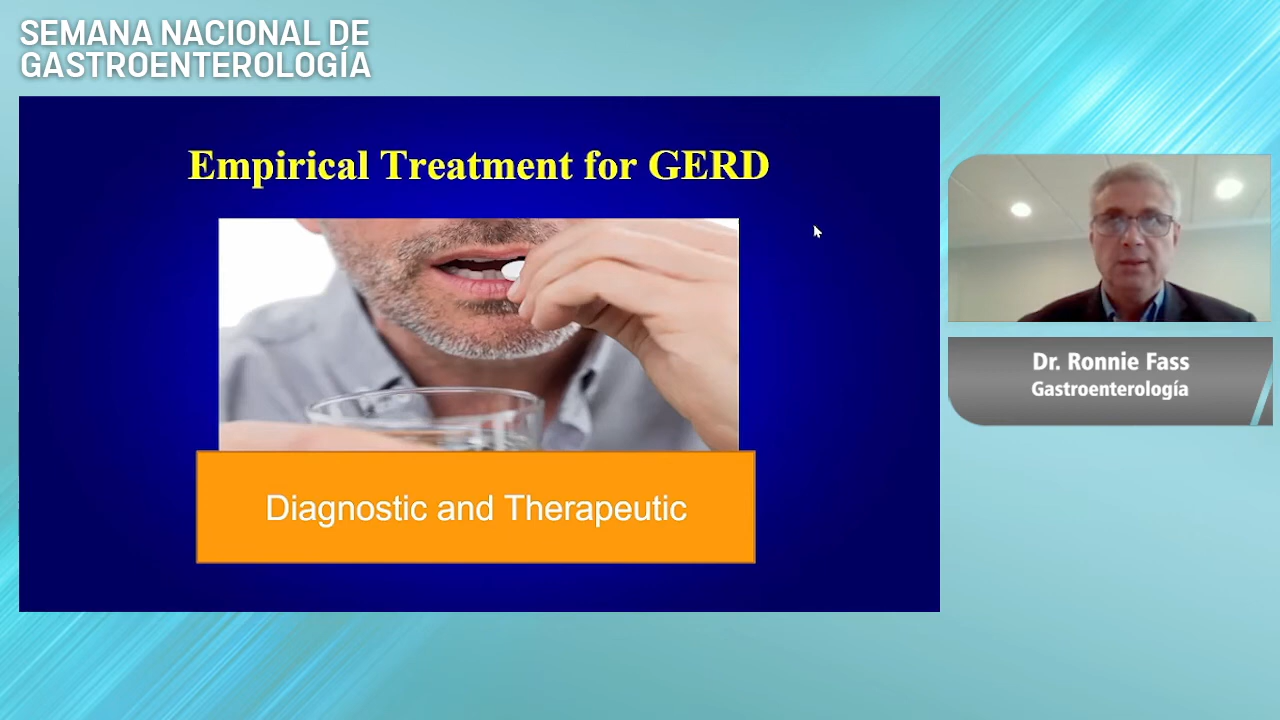 SEMANA NACIONAL DE
GASTROENTEROLOGÍA
Empirical Treatment for GERD
Diagnostic and Therapeutic
Dr. Ronnie Fass
Gastroenterología